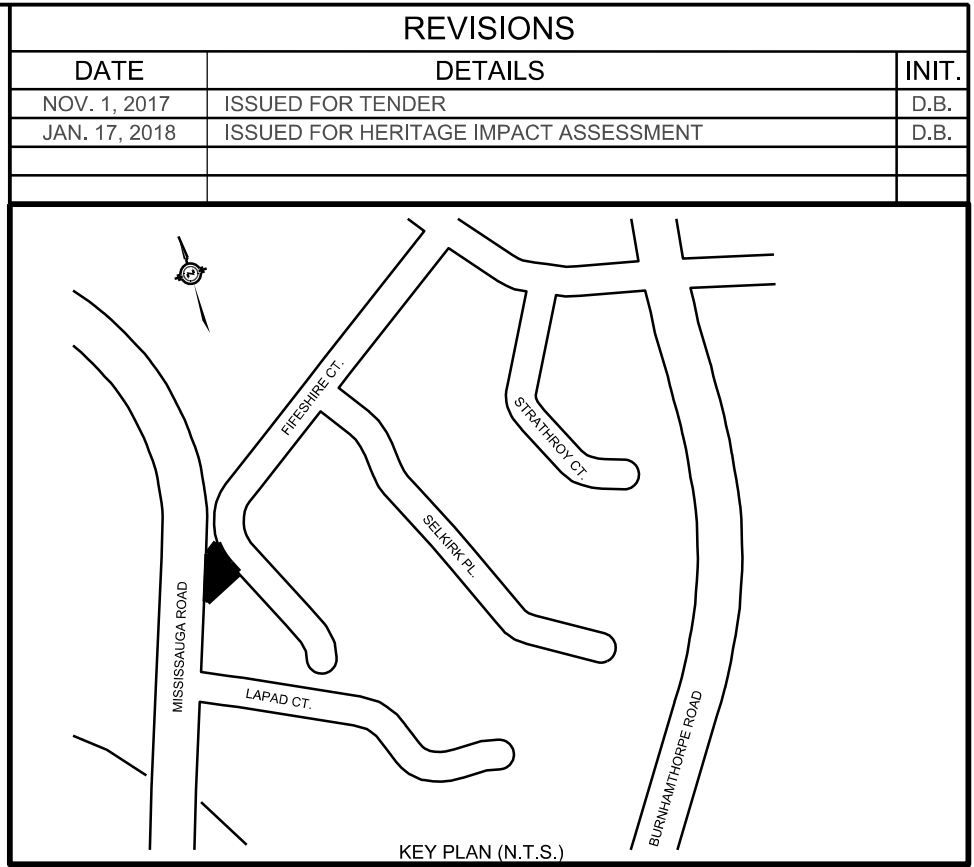 REVISIONS
DATE DETAILS INIT.
NOV. 1, 2017 ISSUED FOR TENDER D.B.
JAN. 17, 2018 ISSUED FOR HERITAGE IMPACT ASSESSMENT D.B.
FIFESHIRE CT.
STRATHROY CT.
SELKIRK PL.
MISSISSAUGA ROAD
LAPAD CT.
BURNHAMTHORPE ROAD
KEY PLAN (N.T.S.)